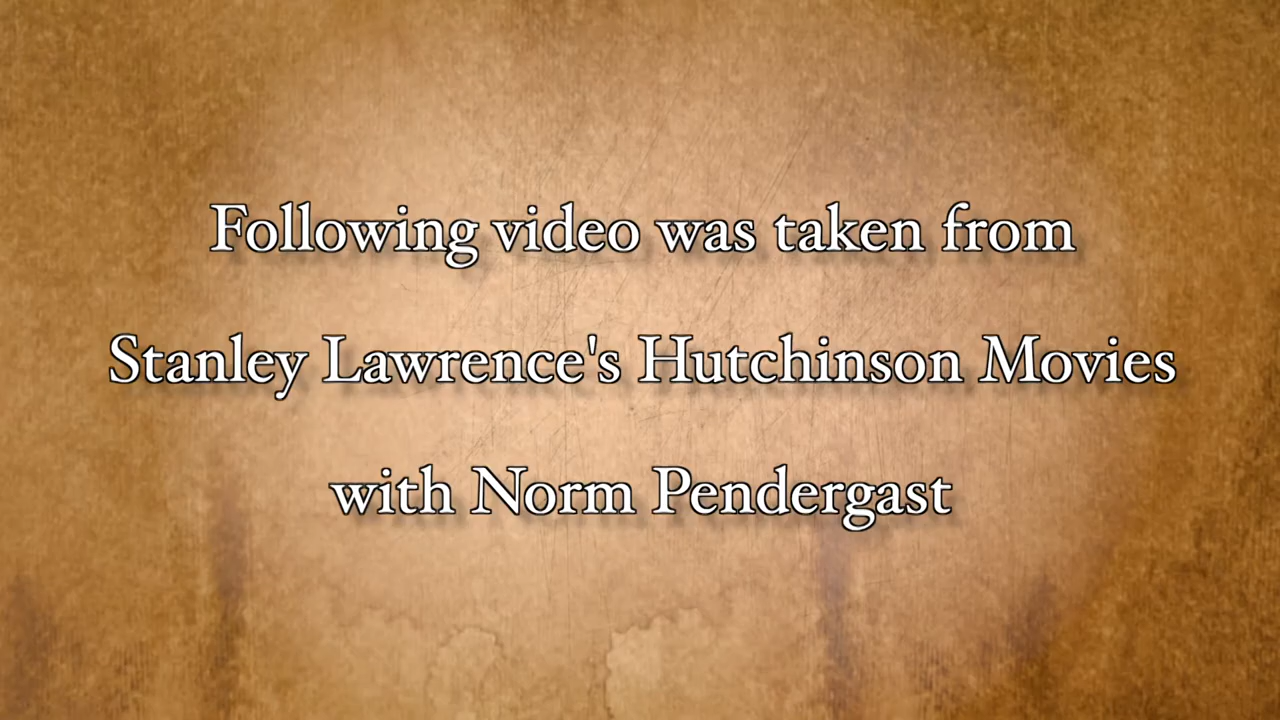 Following video was taken from
Stanley Lawrence's Hutchinson Movies
with Norm Pendergast